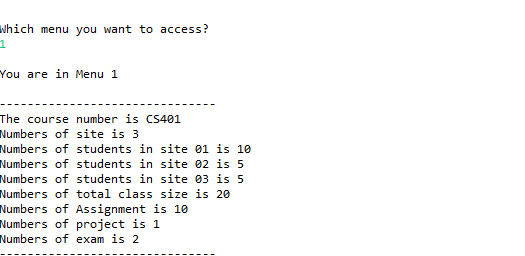 Which menu you want to access?
1
You are in Menu 1
------------------------------
The course number is CS401
Numbers of site is 3
Numbers of students in site 01 is 10
Numbers of students in site 02 is 5
Numbers of students in site 03 is 5
Numbers of total class size is 20
Numbers of Assignment is 10
Numbers of project is 1
Numbers of exam is 2
------------------------------